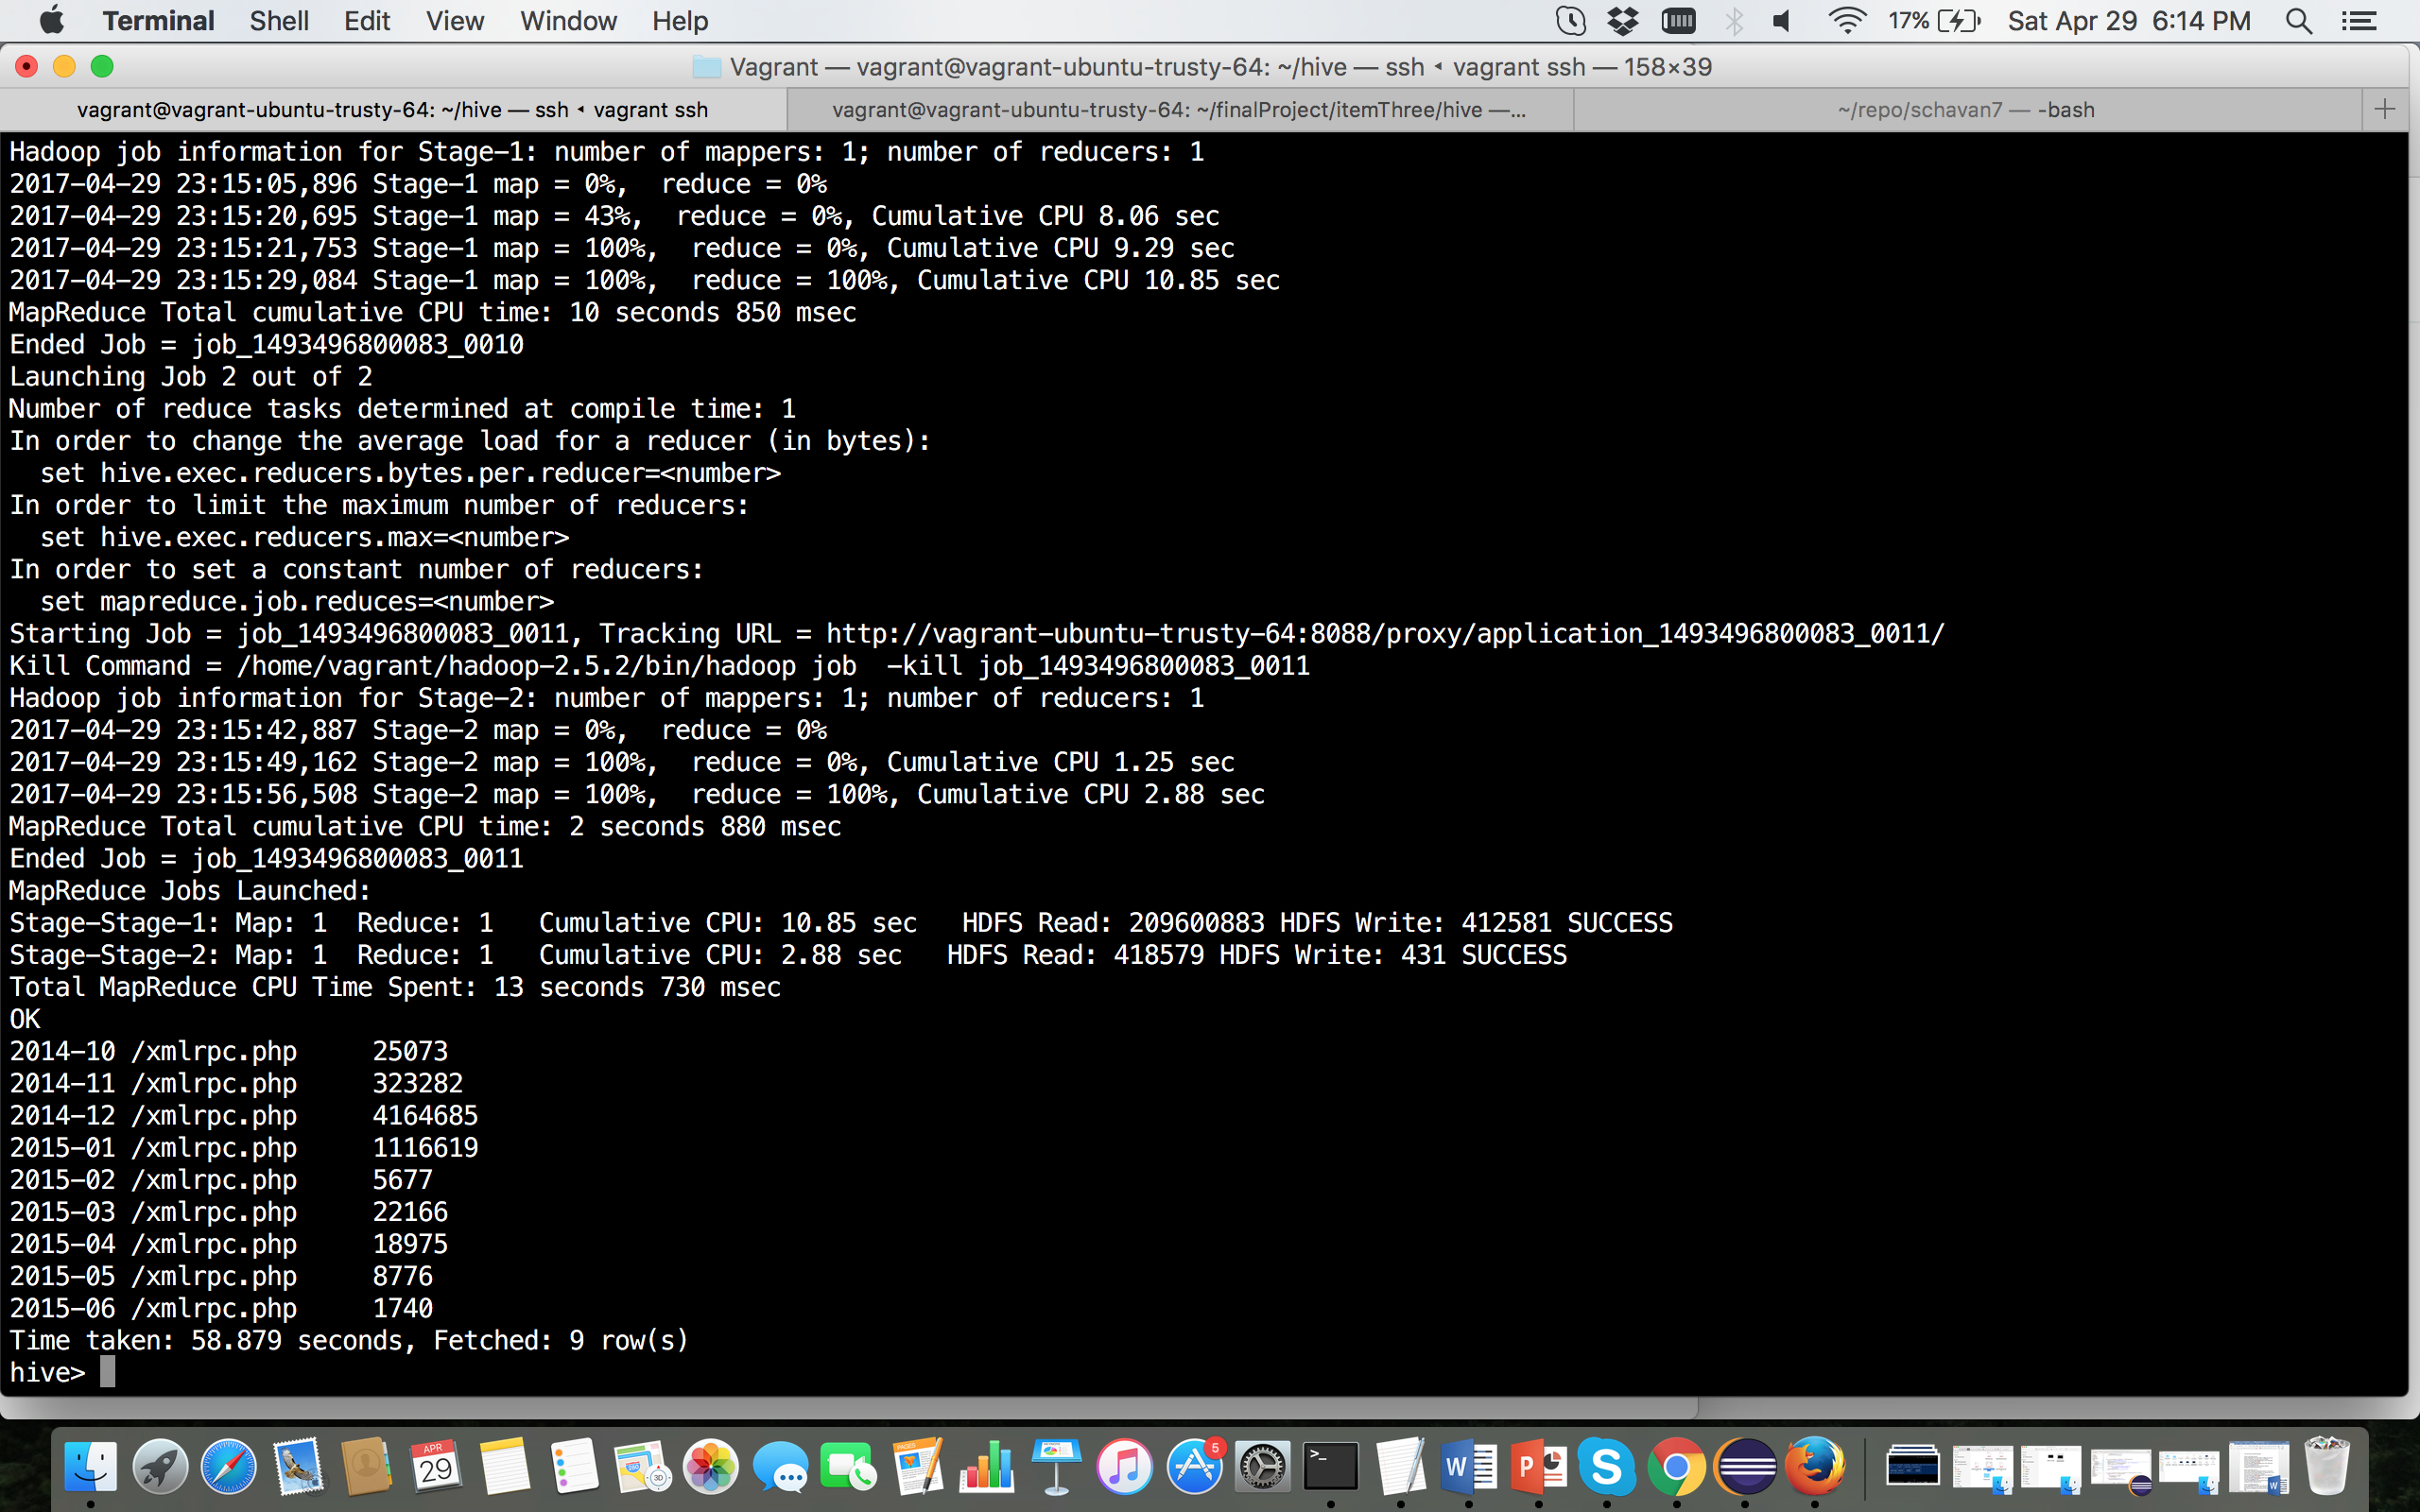 Terminal Shell Edit View Window Help 17% Sat Apr 29 6:14 PM
Vagrant — vagrant@vagrant-ubuntu-trusty-64: ~/hive — ssh ◂ vagrant ssh — 158×39
vagrant@vagrant-ubuntu-trusty-64: ~/hive — ssh ◂ vagrant ssh
vagrant@vagrant-ubuntu-trusty-64: ~/finalProject/itemThree/hive —...
~/repo/schavan7 — -bash
Hadoop job information for Stage-1: number of mappers: 1; number of reducers: 1
2017-04-29 23:15:05,896 Stage-1 map = 0%,  reduce = 0%
2017-04-29 23:15:20,695 Stage-1 map = 43%,  reduce = 0%, Cumulative CPU 8.06 sec
2017-04-29 23:15:21,753 Stage-1 map = 100%,  reduce = 0%, Cumulative CPU 9.29 sec
2017-04-29 23:15:29,084 Stage-1 map = 100%,  reduce = 100%, Cumulative CPU 10.85 sec
MapReduce Total cumulative CPU time: 10 seconds 850 msec
Ended Job = job_1493496800083_0010
Launching Job 2 out of 2
Number of reduce tasks determined at compile time: 1
In order to change the average load for a reducer (in bytes):
  set hive.exec.reducers.bytes.per.reducer=<number>
In order to limit the maximum number of reducers:
  set hive.exec.reducers.max=<number>
In order to set a constant number of reducers:
  set mapreduce.job.reduces=<number>
Starting Job = job_1493496800083_0011, Tracking URL = http://vagrant-ubuntu-trusty-64:8088/proxy/application_1493496800083_0011/
Kill Command = /home/vagrant/hadoop-2.5.2/bin/hadoop job  -kill job_1493496800083_0011
Hadoop job information for Stage-2: number of mappers: 1; number of reducers: 1
2017-04-29 23:15:42,887 Stage-2 map = 0%,  reduce = 0%
2017-04-29 23:15:49,162 Stage-2 map = 100%,  reduce = 0%, Cumulative CPU 1.25 sec
2017-04-29 23:15:56,508 Stage-2 map = 100%,  reduce = 100%, Cumulative CPU 2.88 sec
MapReduce Total cumulative CPU time: 2 seconds 880 msec
Ended Job = job_1493496800083_0011
MapReduce Jobs Launched:
Stage-Stage-1: Map: 1  Reduce: 1   Cumulative CPU: 10.85 sec   HDFS Read: 209600883 HDFS Write: 412581 SUCCESS
Stage-Stage-2: Map: 1  Reduce: 1   Cumulative CPU: 2.88 sec   HDFS Read: 418579 HDFS Write: 431 SUCCESS
Total MapReduce CPU Time Spent: 13 seconds 730 msec
OK
2014-10 /xmlrpc.php     25073
2014-11 /xmlrpc.php     323282
2014-12 /xmlrpc.php     4164685
2015-01 /xmlrpc.php     1116619
2015-02 /xmlrpc.php     5677
2015-03 /xmlrpc.php     22166
2015-04 /xmlrpc.php     18975
2015-05 /xmlrpc.php     8776
2015-06 /xmlrpc.php     1740
Time taken: 58.879 seconds, Fetched: 9 row(s)
hive>
APR
29
3D
PAGES
5
>_
W
P
S
W